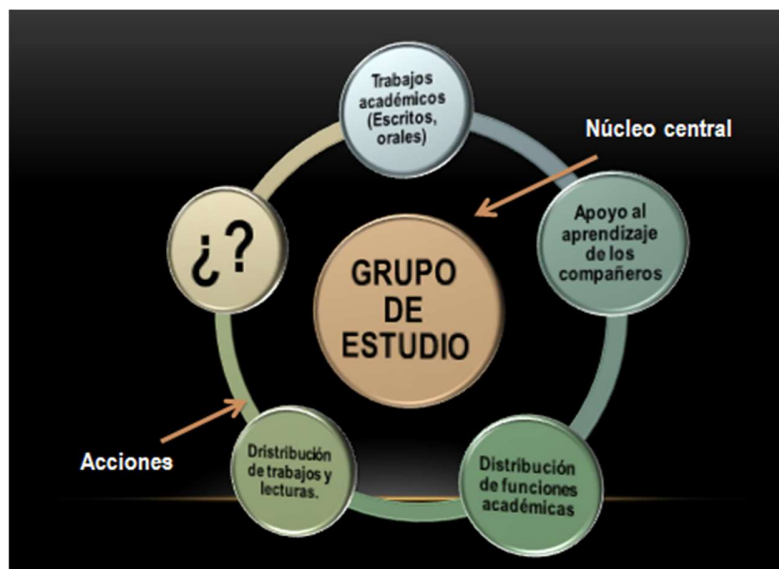 Trabajos
académicos
(Escritos,
orales)
Núcleo central
Apoyo al
aprendizaje
de los
compañeros
¿?
GRUPO
DE
ESTUDIO
Acciones
Dristribución
de trabajos y
lecturas.
Distribución
de funciones
académicas